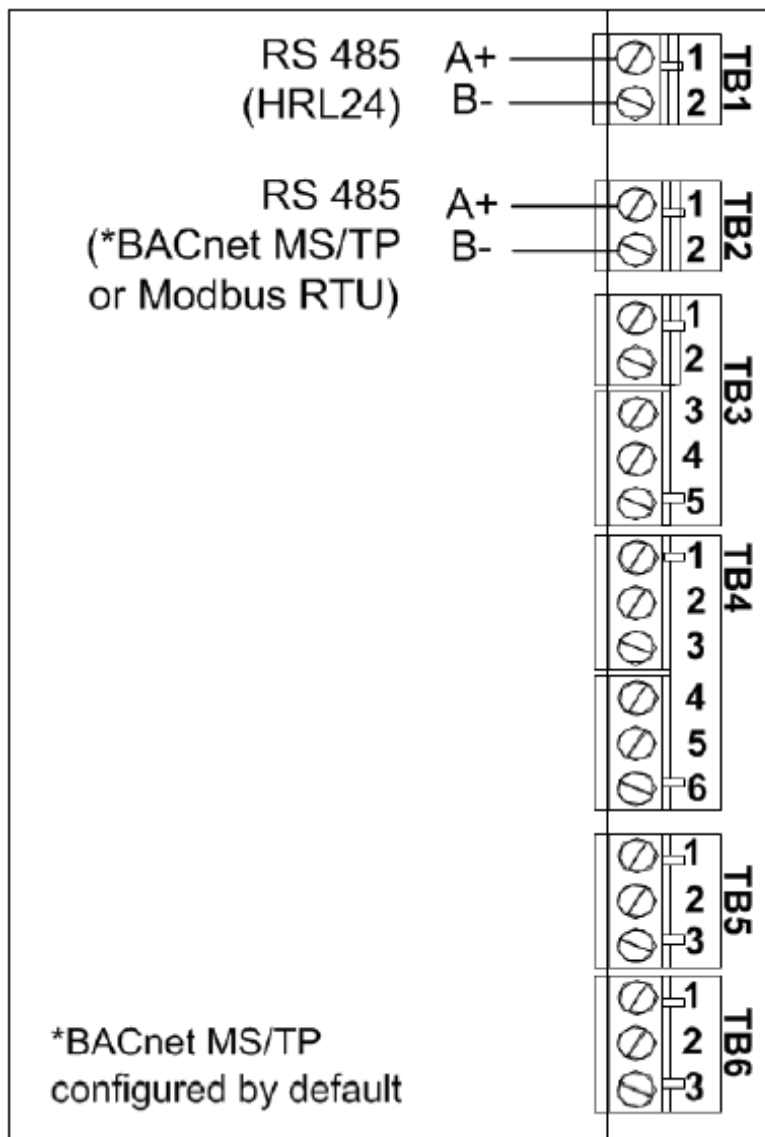 RS 485 A+ 1
(HRL24) B- 2
TB1
RS 485 A+ 1
(*BACnet MS/TP B- 2
or Modbus RTU)
TB2
1
2
3
4
5
TB3
1
2
3
4
5
6
TB4
1
2
3
TB5
1
2
3
TB6
*BACnet MS/TP
configured by default